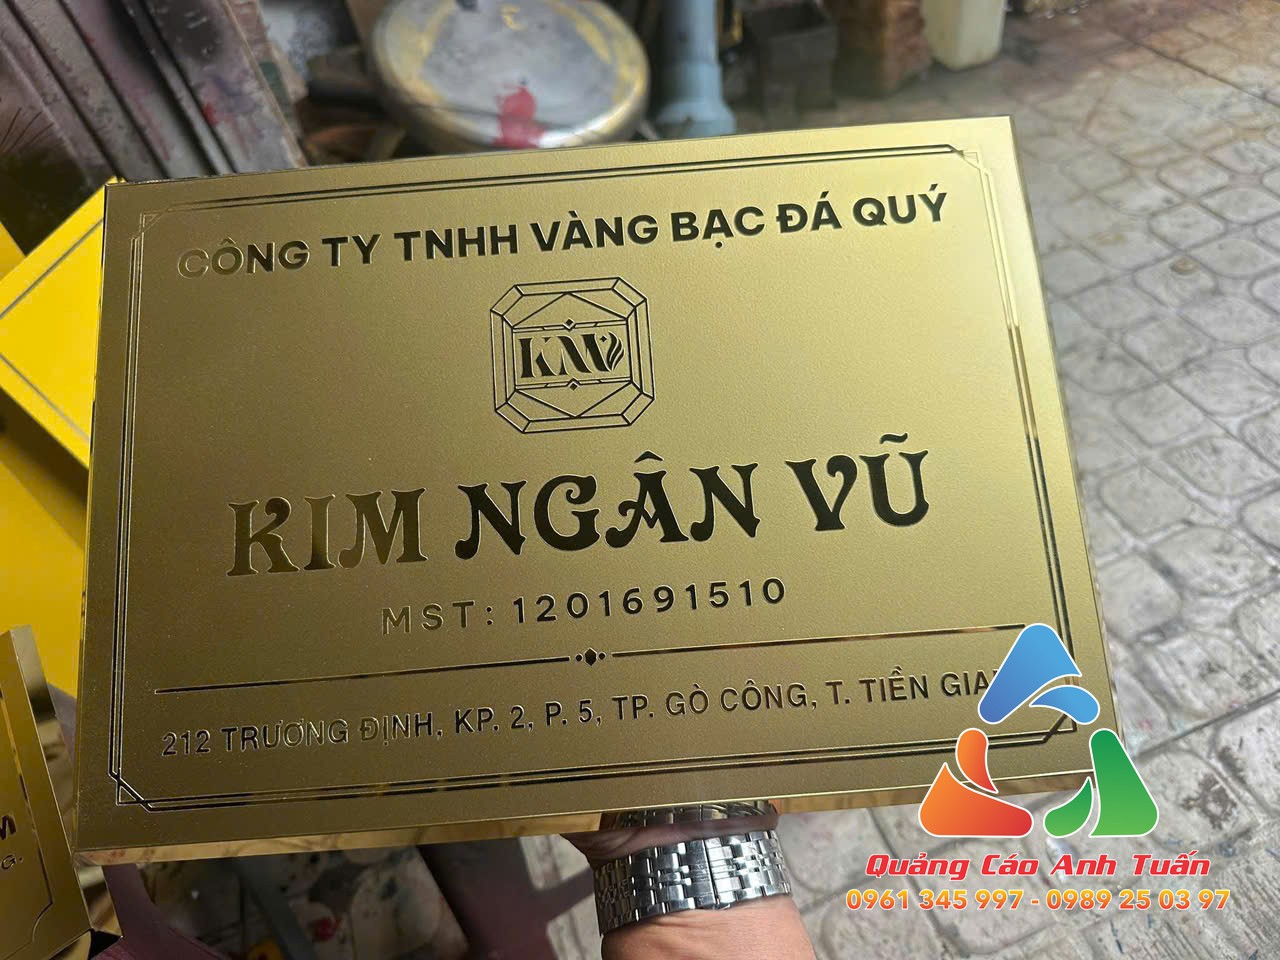 CÔNG TY TNHH VÀNG BẠC ĐÁ QUÝ
KNV
KIM NGÂN VŨ
MST: 1201691510
212 TRƯƠNG ĐỊNH, KP. 2, P. 5, TP. GÒ CÔNG, T. TIỀN
Quảng Cáo Anh Tuấn
0961 345 997 - 0989 25 03 97